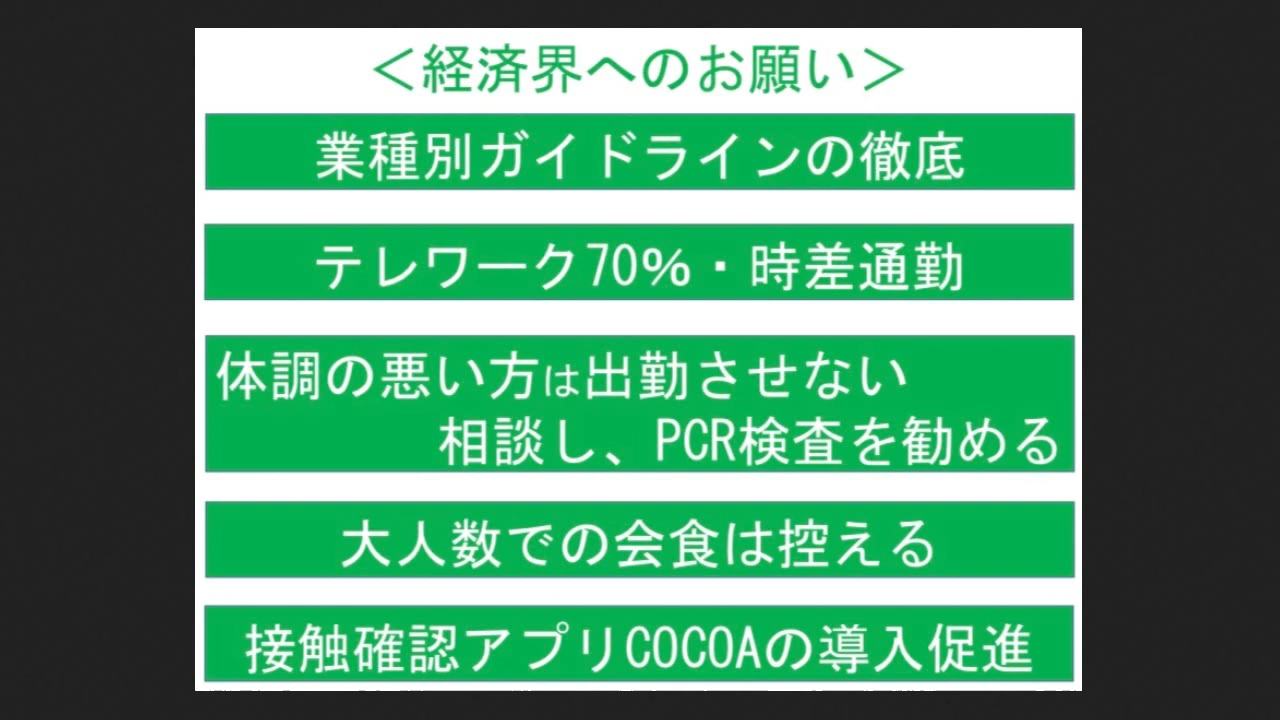 ＜経済界へのお願い＞
業種別ガイドラインの徹底
テレワーク70％・時差通勤
体調の悪い方は出勤させない
相談し、PCR検査を勧める
大人数での会食は控える
接触確認アプリCOCOAの導入促進